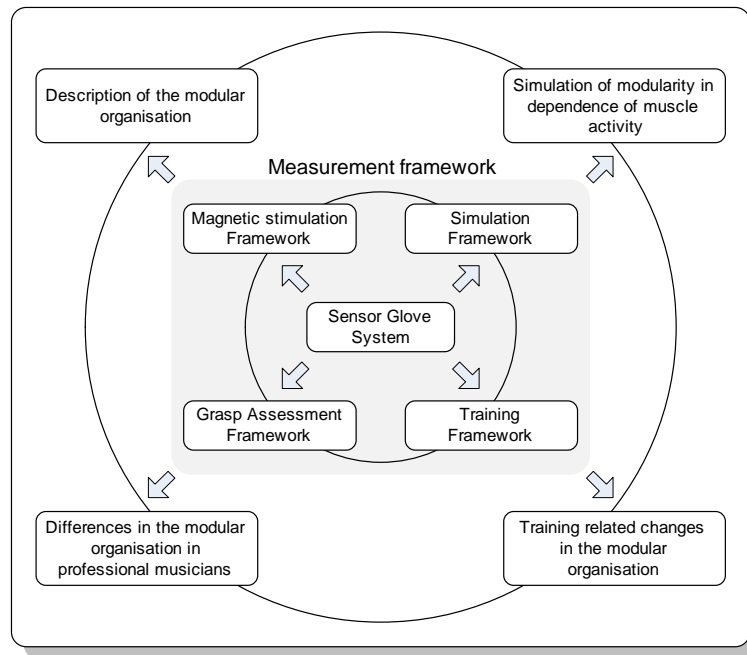 Description of the modular
organisation
Simulation of modularity in
dependence of muscle
activity
Measurement framework
Magnetic stimulation
Framework
Simulation
Framework
Sensor Glove
System
Grasp Assessment
Framework
Training
Framework
Differences in the modular
organisation in
professional musicians
Training related changes
in the modular
organisation